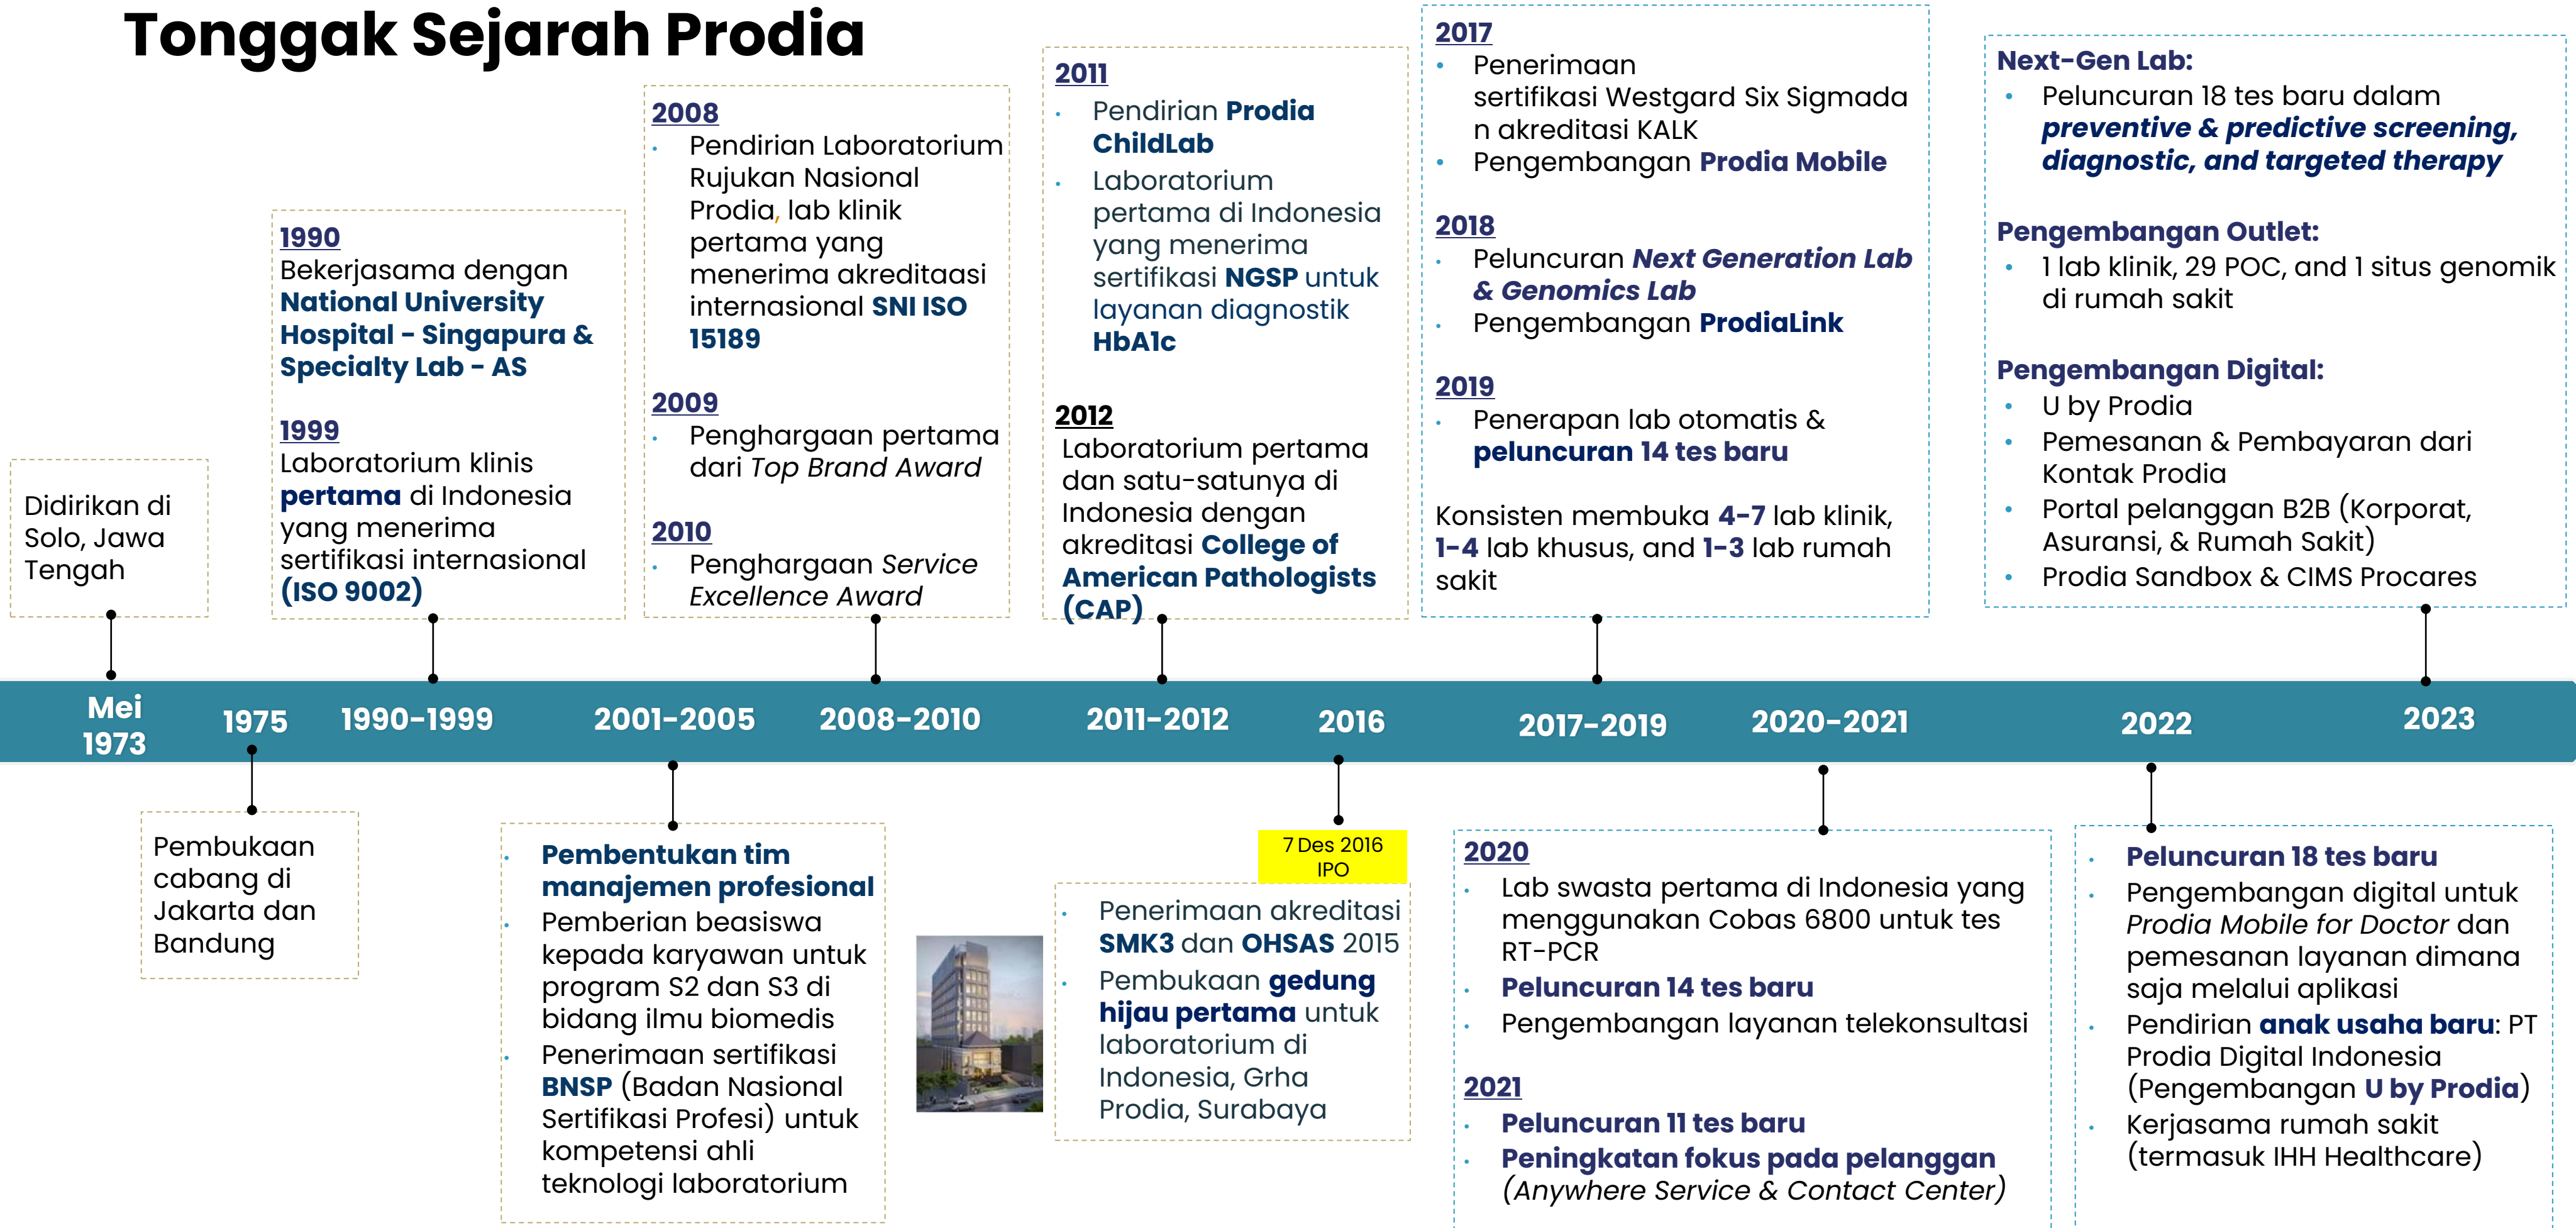 Tonggak Sejarah Prodia
Didirikan di
Solo, Jawa
Tengah
1990
Bekerjasama dengan
National University
Hospital - Singapura &
Specialty Lab - AS
1999
Laboratorium klinis
pertama di Indonesia
yang menerima
sertifikasi internasional
(ISO 9002)
2008
• Pendirian Laboratorium
Rujukan Nasional
Prodia, lab klinik
pertama yang
menerima akreditaasi
internasional SNI ISO
15189
2009
• Penghargaan pertama
dari Top Brand Award
2010
• Penghargaan Service
Excellence Award
2011
• Pendirian Prodia
ChildLab
• Laboratorium
pertama di Indonesia
yang menerima
sertifikasi NGSP untuk
layanan diagnostik
HbA1c
2012
Laboratorium pertama
dan satu-satunya di
Indonesia dengan
akreditasi College of
American Pathologists
(CAP)
2017
• Penerimaan
sertifikasi Westgard Six Sigmada
n akreditasi KALK
• Pengembangan Prodia Mobile
2018
• Peluncuran Next Generation Lab
& Genomics Lab
• Pengembangan ProdiaLink
2019
• Penerapan lab otomatis &
peluncuran 14 tes baru
Konsisten membuka 4-7 lab klinik,
1-4 lab khusus, and 1-3 lab rumah
sakit
Next-Gen Lab:
• Peluncuran 18 tes baru dalam
preventive & predictive screening,
diagnostic, and targeted therapy
Pengembangan Outlet:
• 1 lab klinik, 29 POC, and 1 situs genomik
di rumah sakit
Pengembangan Digital:
• U by Prodia
• Pemesanan & Pembayaran dari
Kontak Prodia
• Portal pelanggan B2B (Korporat,
Asuransi, & Rumah Sakit)
• Prodia Sandbox & CIMS Procares
Mei
1973
1975
1990-1999
2001-2005
2008-2010
2011-2012
2016
2017-2019
2020-2021
2022
2023
Pembukaan
cabang di
Jakarta dan
Bandung
• Pembentukan tim
manajemen profesional
• Pemberian beasiswa
kepada karyawan untuk
program S2 dan S3 di
bidang ilmu biomedis
• Penerimaan sertifikasi
BNSP (Badan Nasional
Sertifikasi Profesi) untuk
kompetensi ahli
teknologi laboratorium
7 Des 2016
IPO
• Penerimaan akreditasi
SMK3 dan OHSAS 2015
• Pembukaan gedung
hijau pertama untuk
laboratorium di
Indonesia, Grha
Prodia, Surabaya
2020
• Lab swasta pertama di Indonesia yang
menggunakan Cobas 6800 untuk tes
RT-PCR
• Peluncuran 14 tes baru
• Pengembangan layanan telekonsultasi
2021
• Peluncuran 11 tes baru
• Peningkatan fokus pada pelanggan
(Anywhere Service & Contact Center)
• Peluncuran 18 tes baru
• Pengembangan digital untuk
Prodia Mobile for Doctor dan
pemesanan layanan dimana
saja melalui aplikasi
• Pendirian anak usaha baru: PT
Prodia Digital Indonesia
(Pengembangan U by Prodia)
• Kerjasama rumah sakit
(termasuk IHH Healthcare)